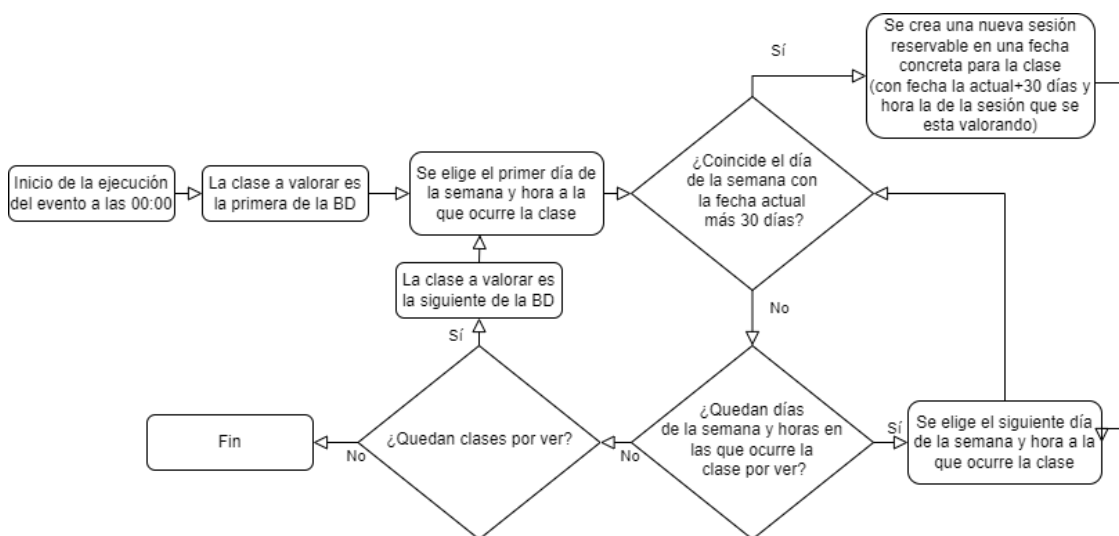 Inicio de la ejecución
del evento a las 00:00
La clase a valorar es
la primera de la BD
Se elige el primer día de
la semana y hora a la
que ocurre la clase
¿Coincide el día
de la semana con
la fecha actual
más 30 días?
Sí
Se crea una nueva sesión
reservable en una fecha
concreta para la clase
(con fecha la actual+30 días y
hora la de la sesión que se
esta valorando)
No
¿Quedan días
de la semana y horas en
las que ocurre la
clase por ver?
Sí
Se elige el siguiente día
de la semana y hora a la
que ocurre la clase
No
¿Quedan clases por ver?
Sí
La clase a valorar es
la siguiente de la BD
No
Fin